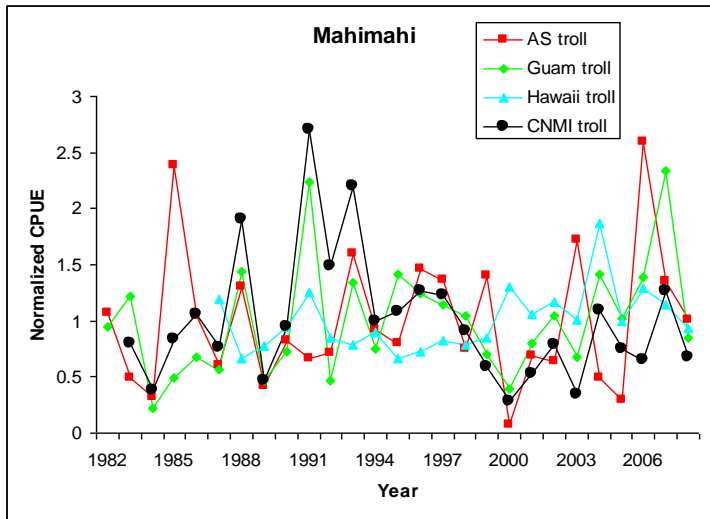 Mahimahi
AS troll
Guam troll
Hawaii troll
CNMI troll
3
2.5
2
1.5
1
0.5
0
Normalized CPUE
1982 1985 1988 1991 1994 1997 2000 2003 2006
Year